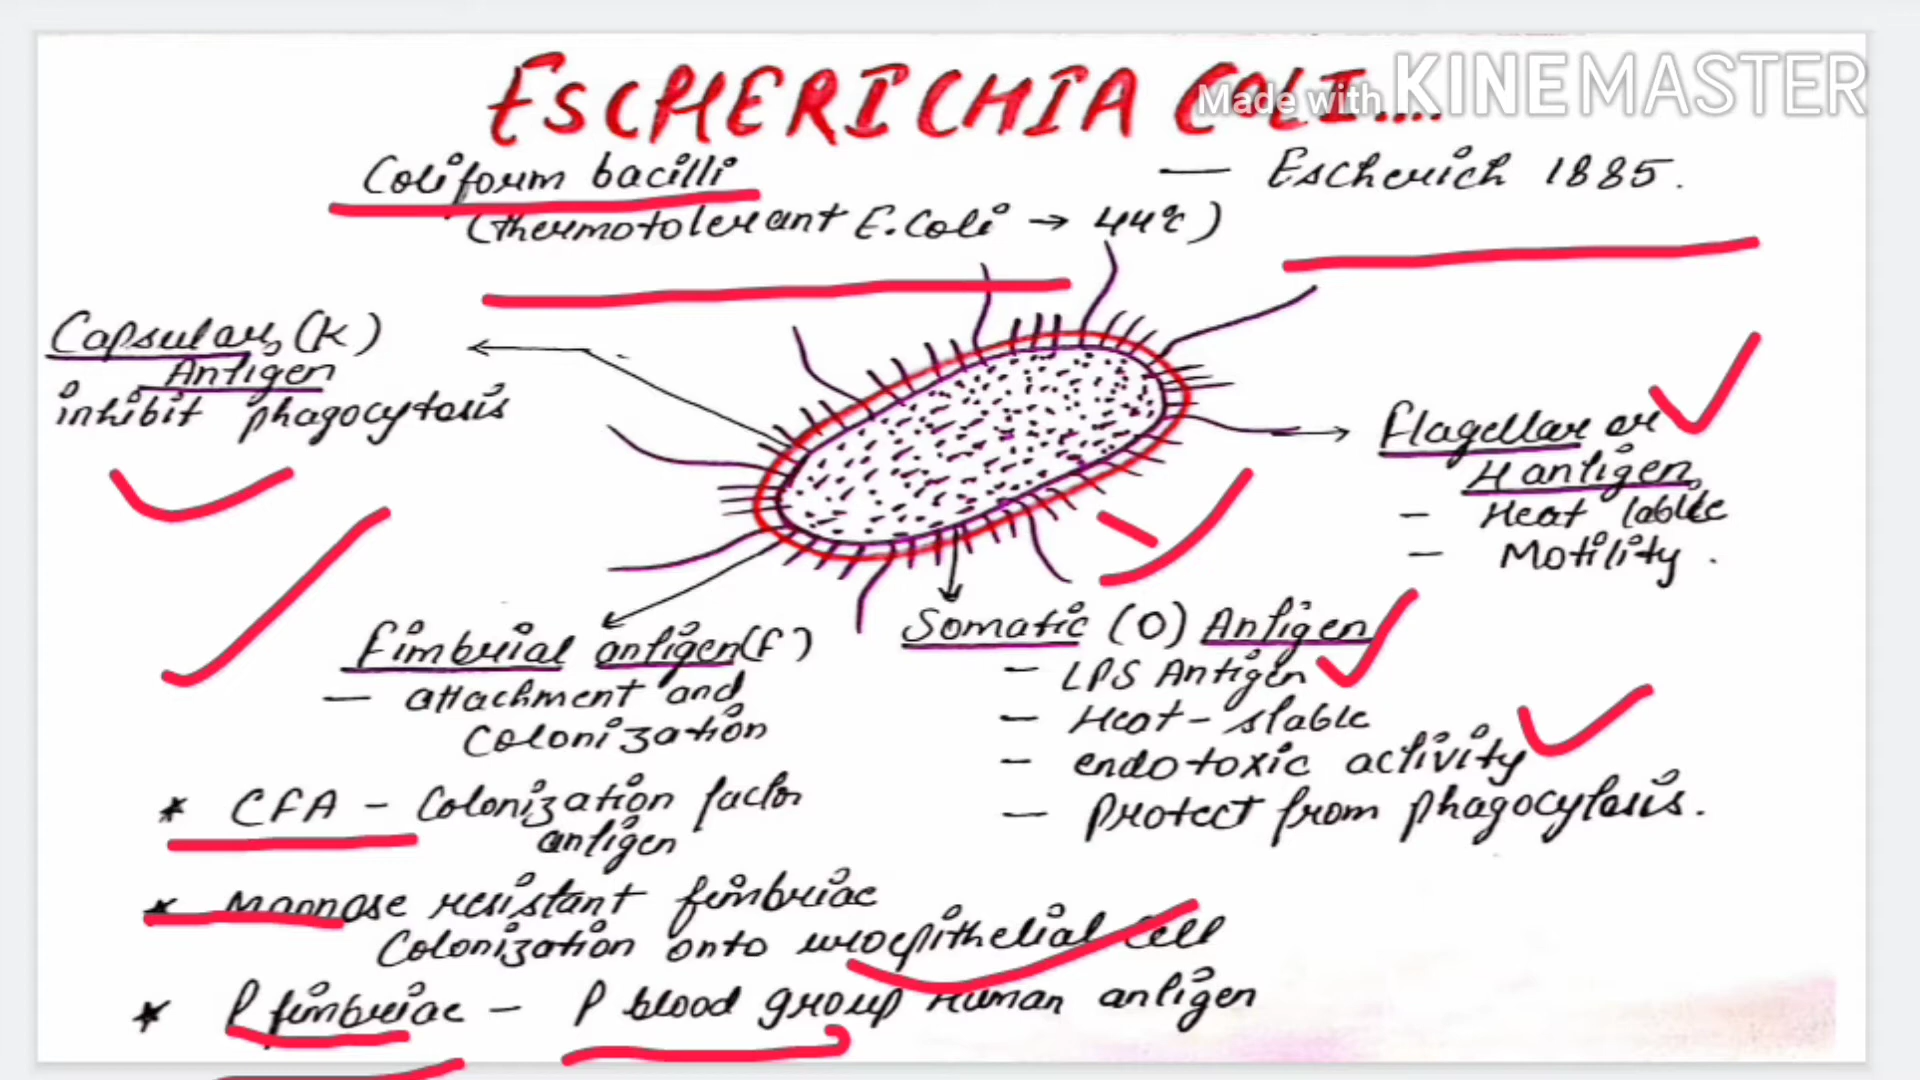 ESCHERICHIA COLI....
Made with KINEMASTER
Coliform bacilli — Escherich 1885.
(thermotolerant E.Coli → 44°c)
Capsular, (K)
Antigen
inhibit phagocytosis
Flagellar or
H antigen,
- Heat lablile
- Motility.
Fimbrial antigen(F)
- attachment and
Colonization
Somatic (O) Antigen
- LPS Antigen
- Heat-stable
- endotoxic activity
- Protect from phagocytosis.
* CFA - Colonization factor
antigen
* Mannose resistant fimbriae
Colonization onto uroepithelial cell
* P fimbriae - P blood group Human antigen